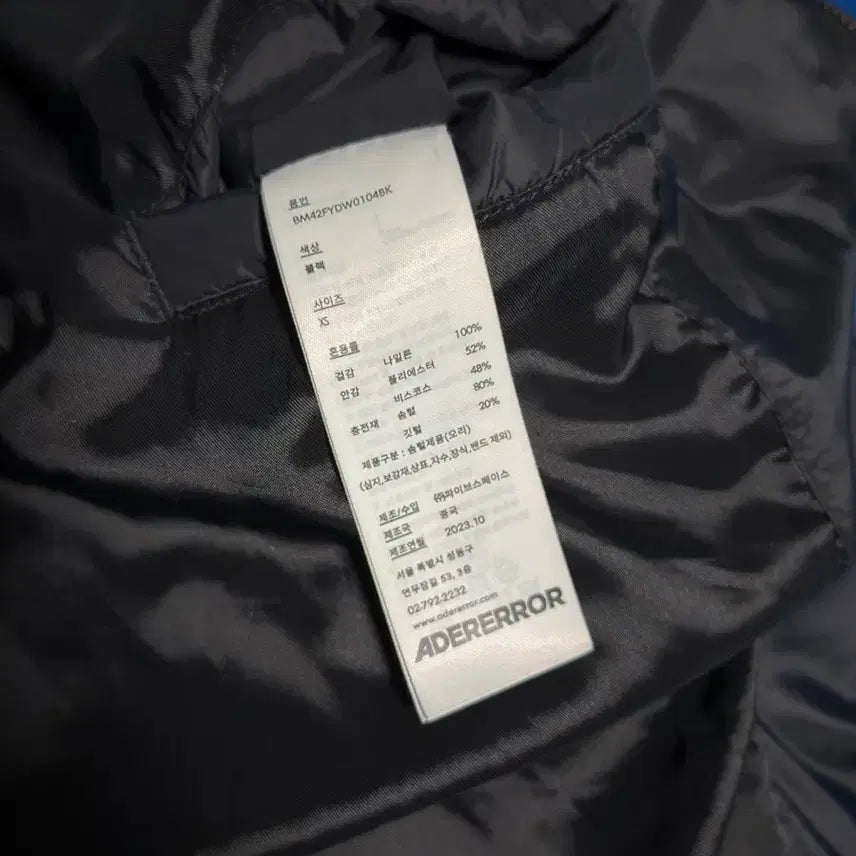 품번
BM42FYDW0104BK
색상
블랙
사이즈
XS
혼용률
겉감 나일론 100%
안감 폴리에스터 52%
비스코스 48%
충전재 솜털 80%
깃털 20%
제품구분 : 솜털제품(오리)
(심지,보강재,상표,자수,장식,밴드 제외)
제조/수입 ㈜파이브스페이스
제조국 중국
제조연월 2023.10
서울 특별시 성동구
연무장길 53, 3층
02-792-2232
www.adererror.com
ADERERROR